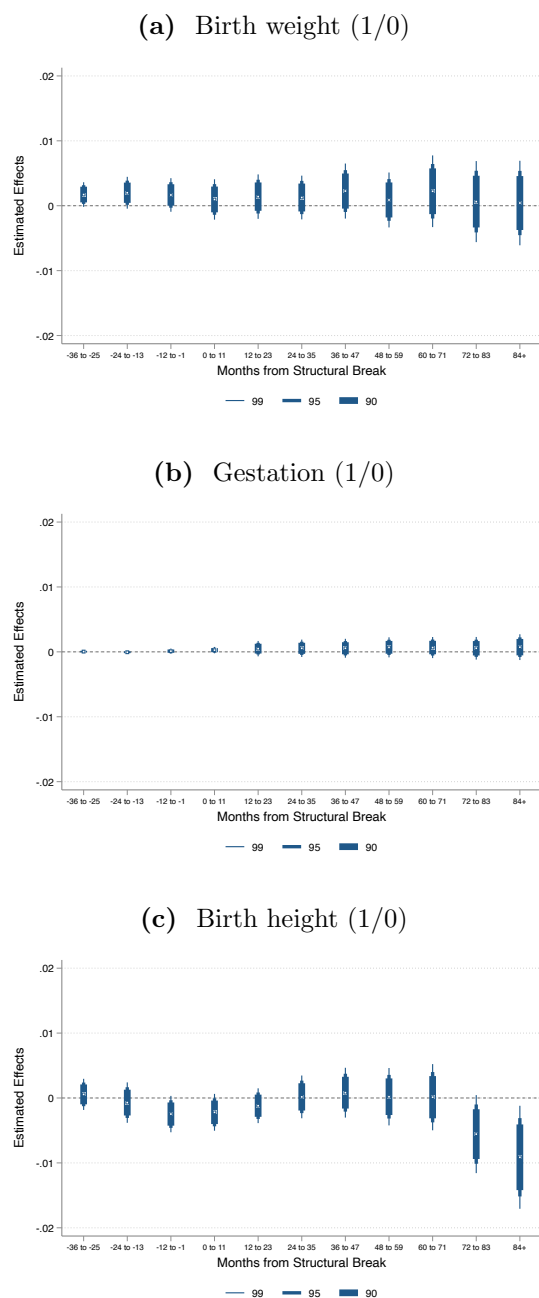 (a) Birth weight (1/0)
.02
.01
0
-.01
-.02
Estimated Effects
-36 to -25 -24 to -13 -12 to -1 0 to 11 12 to 23 24 to 35 36 to 47 48 to 59 60 to 71 72 to 83 84+
Months from Structural Break
99 95 90
(b) Gestation (1/0)
.02
.01
0
-.01
-.02
Estimated Effects
-36 to -25 -24 to -13 -12 to -1 0 to 11 12 to 23 24 to 35 36 to 47 48 to 59 60 to 71 72 to 83 84+
Months from Structural Break
99 95 90
(c) Birth height (1/0)
.02
.01
0
-.01
-.02
Estimated Effects
-36 to -25 -24 to -13 -12 to -1 0 to 11 12 to 23 24 to 35 36 to 47 48 to 59 60 to 71 72 to 83 84+
Months from Structural Break
99 95 90